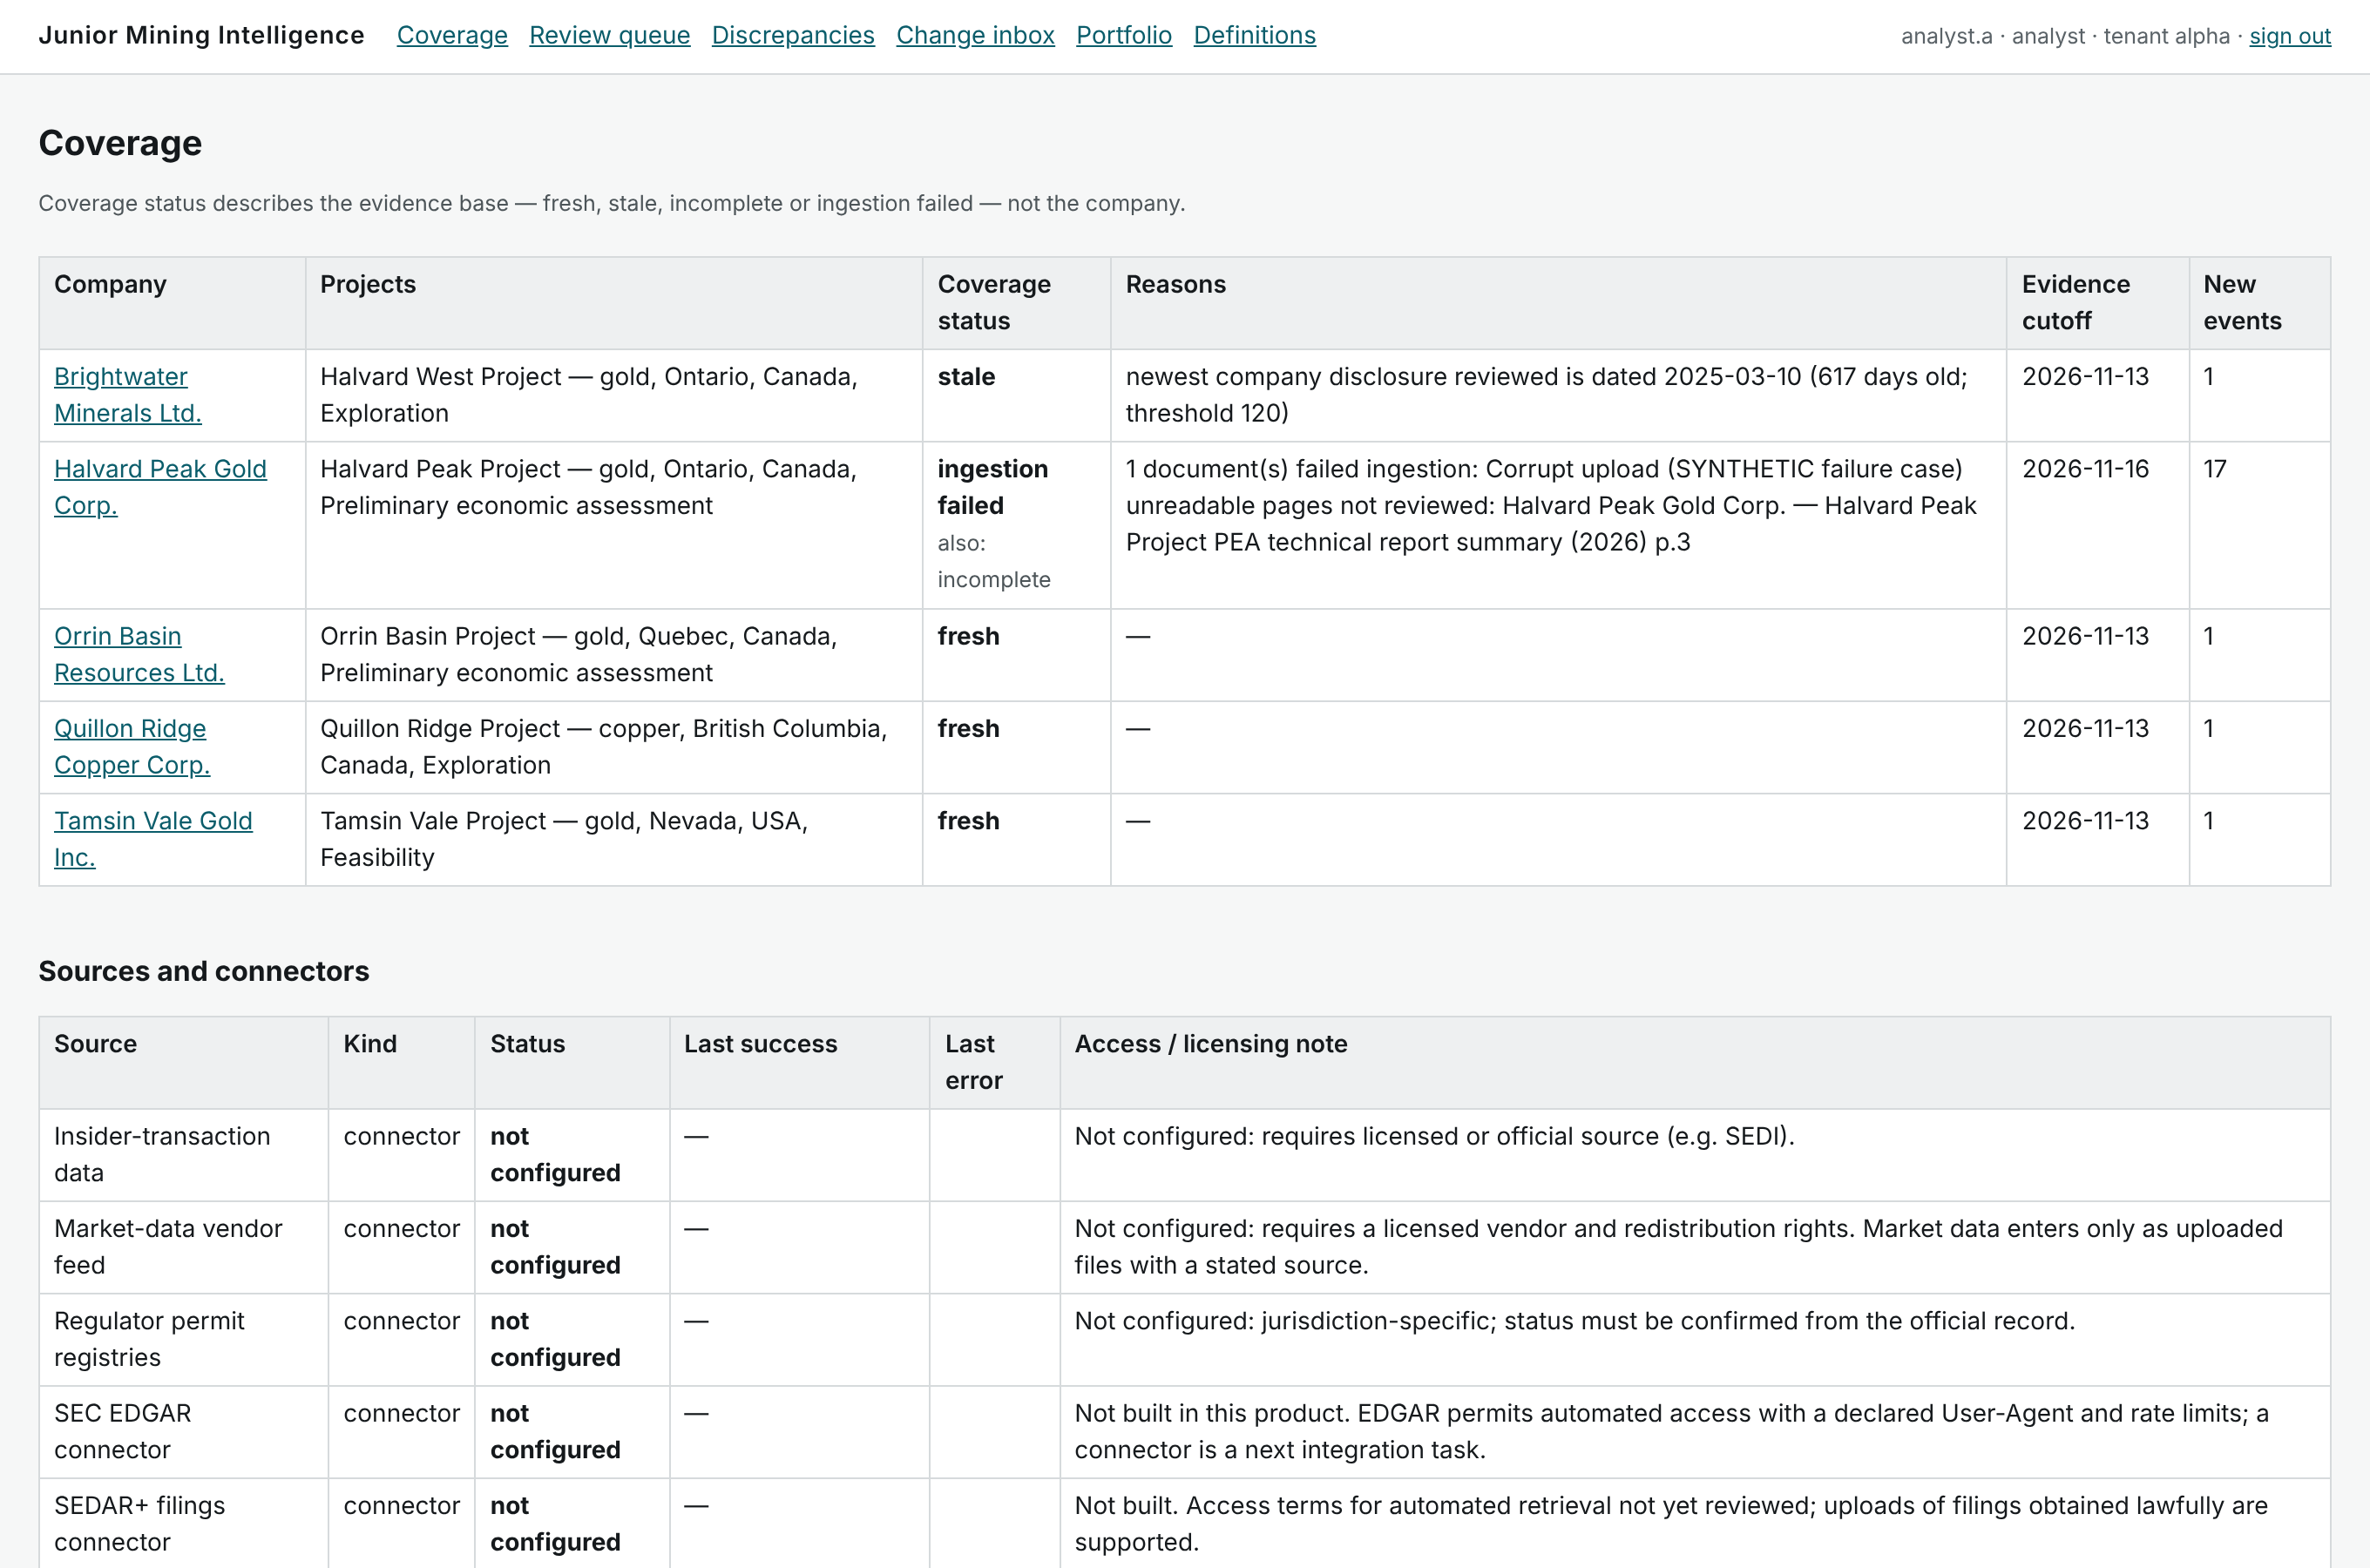 Junior Mining Intelligence Coverage Review queue Discrepancies Change inbox Portfolio Definitions analyst.a · analyst · tenant alpha · sign out
Coverage
Coverage status describes the evidence base — fresh, stale, incomplete or ingestion failed — not the company.
Company Projects Coverage status Reasons Evidence cutoff New events
Brightwater Minerals Ltd.
Halvard West Project — gold, Ontario, Canada,
Exploration
stale
newest company disclosure reviewed is dated 2025-03-10 (617 days old;
threshold 120)
2026-11-13
1
Halvard Peak Gold
Corp.
Halvard Peak Project — gold, Ontario, Canada,
Preliminary economic assessment
ingestion
failed
also:
incomplete
1 document(s) failed ingestion: Corrupt upload (SYNTHETIC failure case)
unreadable pages not reviewed: Halvard Peak Gold Corp. — Halvard Peak
Project PEA technical report summary (2026) p.3
2026-11-16
17
Orrin Basin
Resources Ltd.
Orrin Basin Project — gold, Quebec, Canada,
Preliminary economic assessment
fresh
—
2026-11-13
1
Quillon Ridge
Copper Corp.
Quillon Ridge Project — copper, British Columbia,
Canada, Exploration
fresh
—
2026-11-13
1
Tamsin Vale Gold
Inc.
Tamsin Vale Project — gold, Nevada, USA,
Feasibility
fresh
—
2026-11-13
1
Sources and connectors
Source Kind Status Last success Last error Access / licensing note
Insider-transaction
data
connector
not
configured
—
Not configured: requires licensed or official source (e.g. SEDI).
Market-data vendor
feed
connector
not
configured
—
Not configured: requires a licensed vendor and redistribution rights. Market data enters only as uploaded
files with a stated source.
Regulator permit
registries
connector
not
configured
—
Not configured: jurisdiction-specific; status must be confirmed from the official record.
SEC EDGAR
connector
connector
not
configured
—
Not built in this product. EDGAR permits automated access with a declared User-Agent and rate limits; a
connector is a next integration task.
SEDAR+ filings
connector
connector
not
configured
—
Not built. Access terms for automated retrieval not yet reviewed; uploads of filings obtained lawfully are
supported.